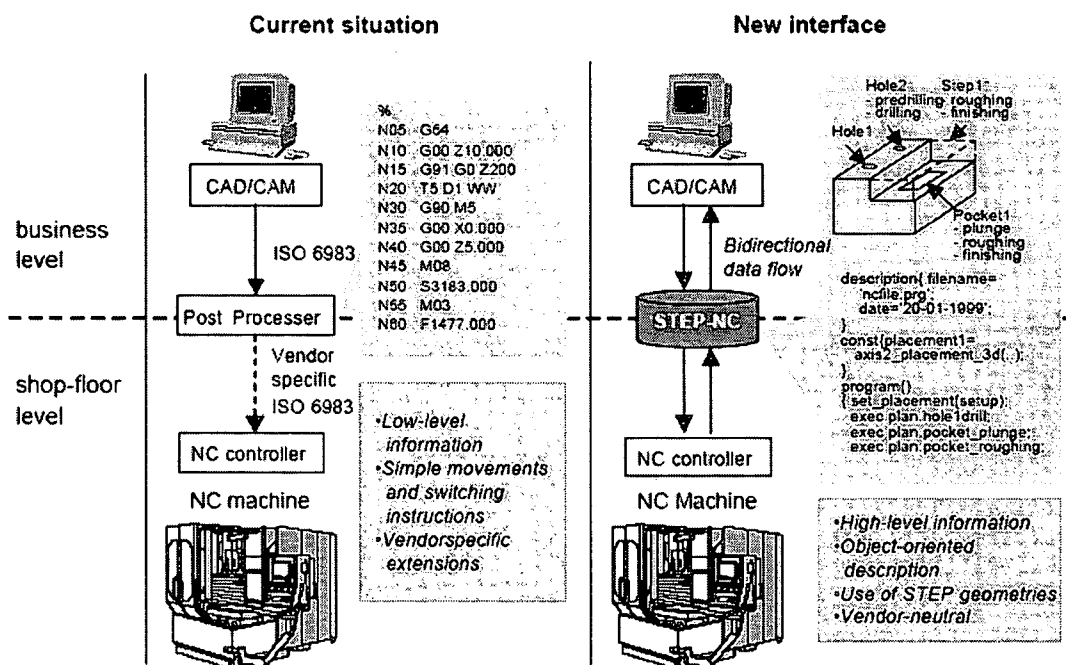 Current situation
New interface
business
level
shop-floor
level
CAD/CAM
ISO 6983
Post Processer
Vendor
specific
ISO 6983
NC controller
NC machine
%
N05 G54
N10 G00 Z10.000
N15 G91 G0 Z200
N20 T5 D1 WW
N30 G90 M5
N35 G00 X0.000
N40 G00 Z5.000
N45 M08
N50 S3183.000
N55 M03
N60 F1477.000
•Low-level
information
•Simple movements
and switching
instructions
•Vendorspecific
extensions
CAD/CAM
Bidirectional
data flow
STEP-NC
NC controller
NC Machine
Hole2
- predrilling
- drilling
Step1
- roughing
- finishing
Hole1
Pocket1
- plunge
- roughing
- finishing
description{ filename=
'ncfile.prg'
date='20-01-1999';
}
const{placement1=
axis2_placement_3d(..);
}
program()
{ set_placement(setup);
exec plan.hole1drill;
exec plan.pocket_plunge;
exec plan.pocket_roughing;
•High-level information
•Object-oriented
description
•Use of STEP geometries
•Vendor-neutral